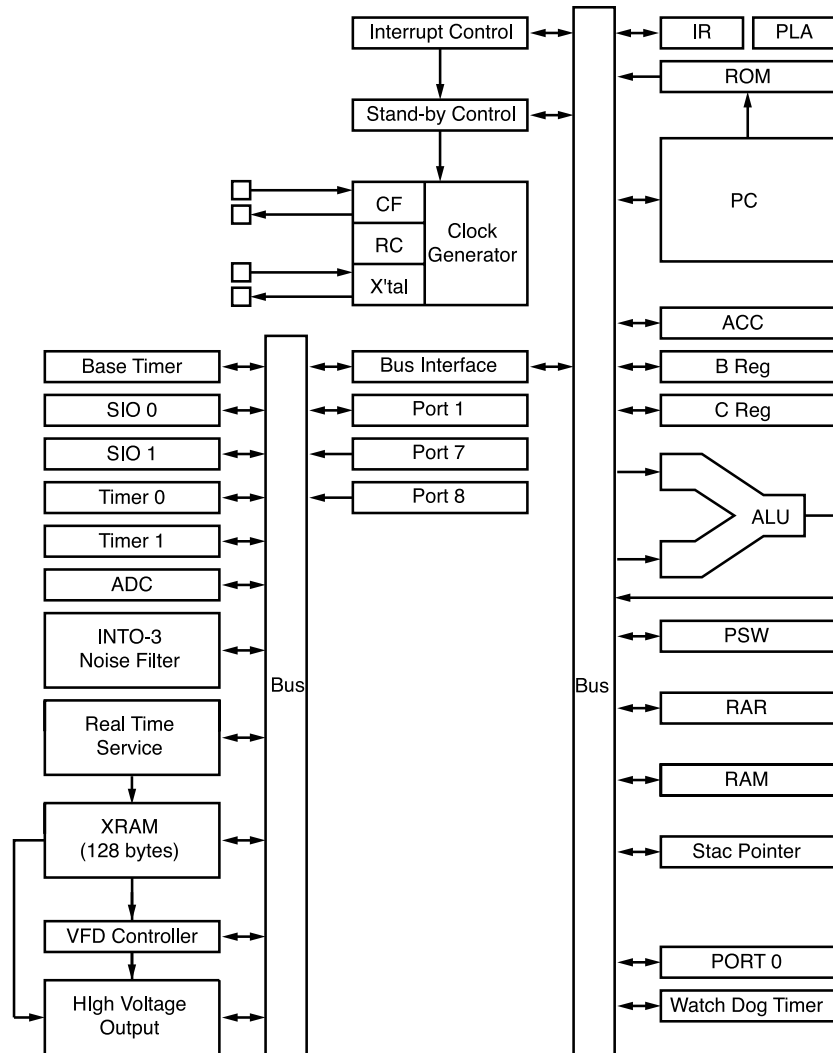 Interrupt Control
IR
PLA
ROM
Stand-by Control
PC
CF
RC
X'tal
Clock
Generator
ACC
Base Timer
Bus Interface
B Reg
SIO 0
Port 1
C Reg
SIO 1
Port 7
Timer 0
Port 8
ALU
Timer 1
ADC
INTO-3
Noise Filter
PSW
Bus
Bus
Real Time
Service
RAR
RAM
XRAM
(128 bytes)
Stac Pointer
VFD Controller
PORT 0
HIgh Voltage
Output
Watch Dog Timer